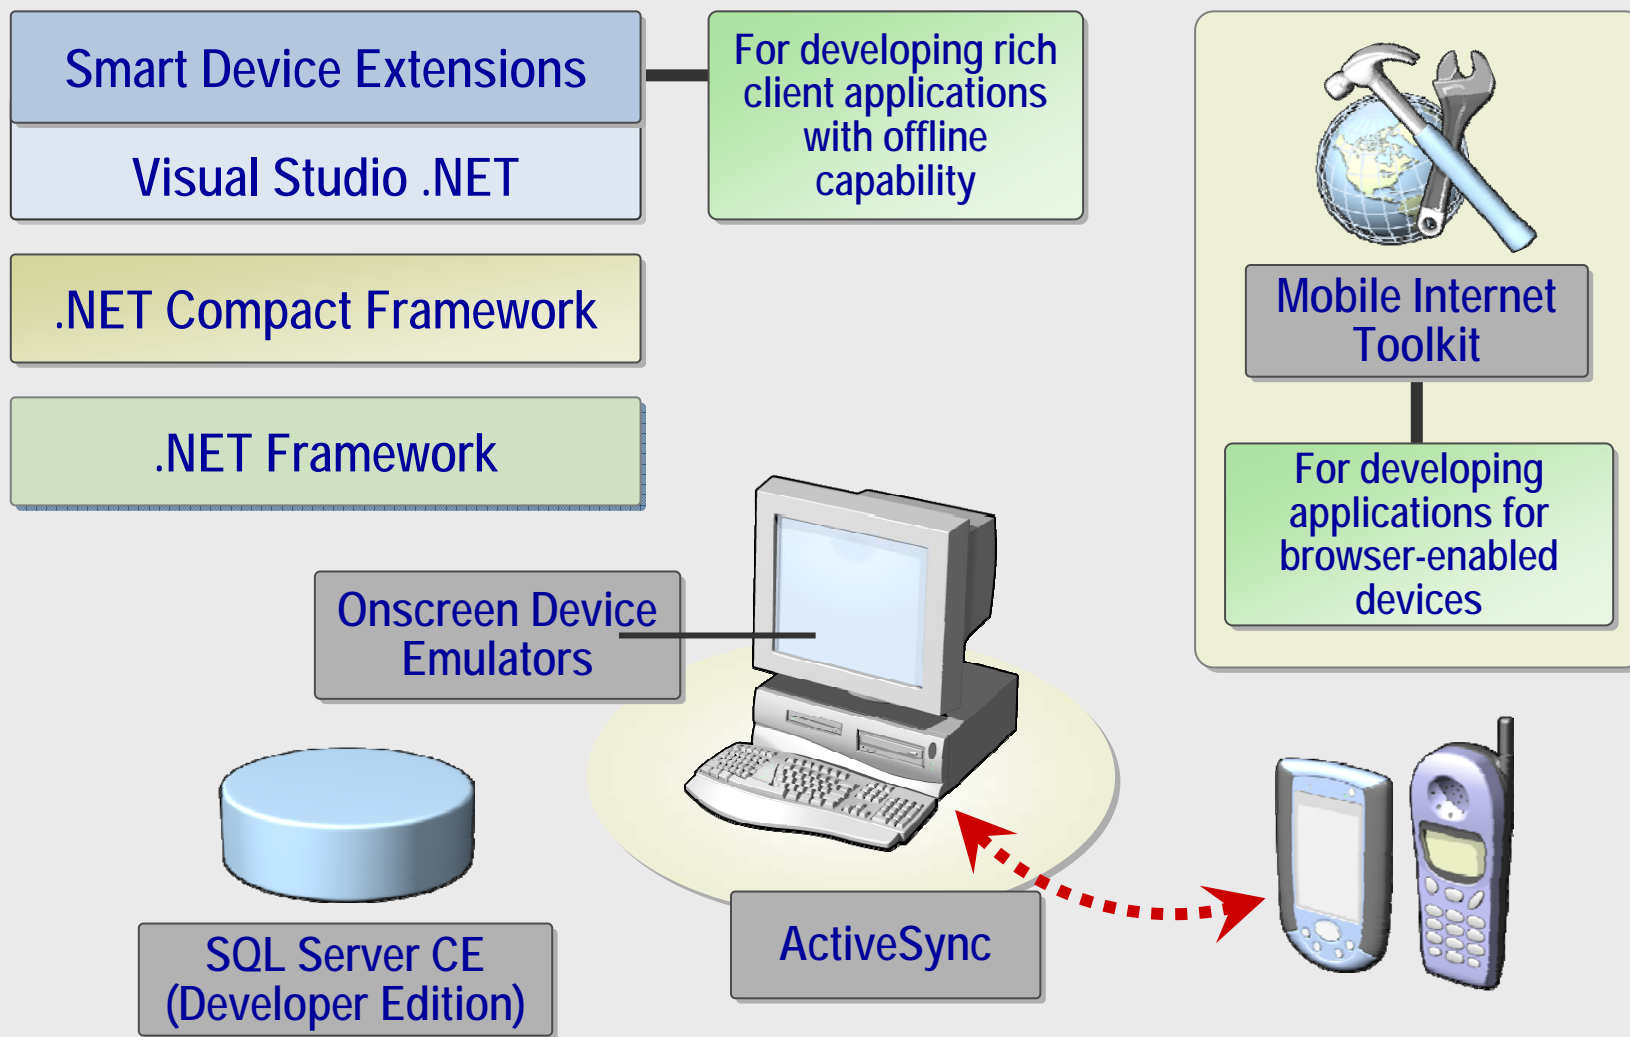 Smart Device Extensions
Visual Studio .NET
For developing rich
client applications
with offline
capability
.NET Compact Framework
.NET Framework
Mobile Internet
Toolkit
For developing
applications for
browser-enabled
devices
Onscreen Device
Emulators
SQL Server CE
(Developer Edition)
ActiveSync